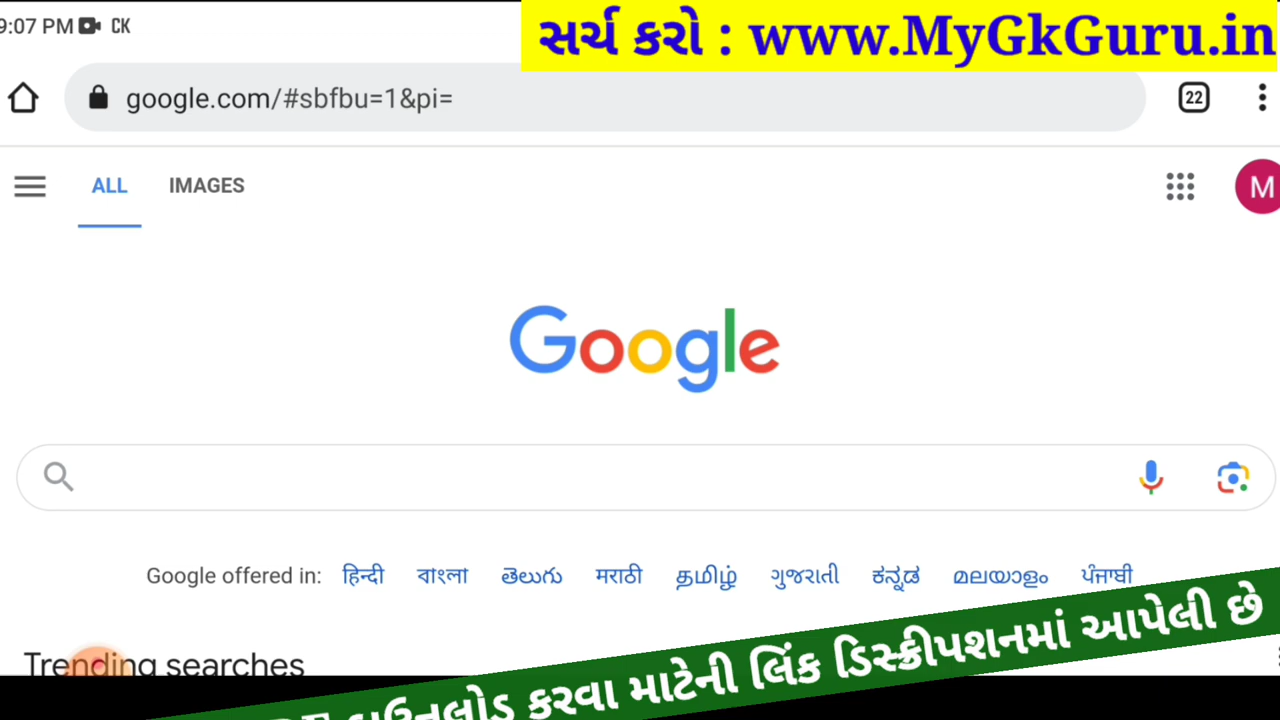 9:07 PM CK
સર્ચ કરો : www.MyGkGuru.in
google.com/#sbfbu=1&pi=
22
ALL IMAGES
M
Google
Google offered in: हिन्दी বাংলা తెలుగు मराठी தமிழ் ગુજરાતી ಕನ್ನಡ മലയാളം ਪੰਜਾਬੀ
Trending searches
ડાઉનલોડ કરવા માટેની લિંક ડિસ્ક્રીપશનમાં આપેલી છે